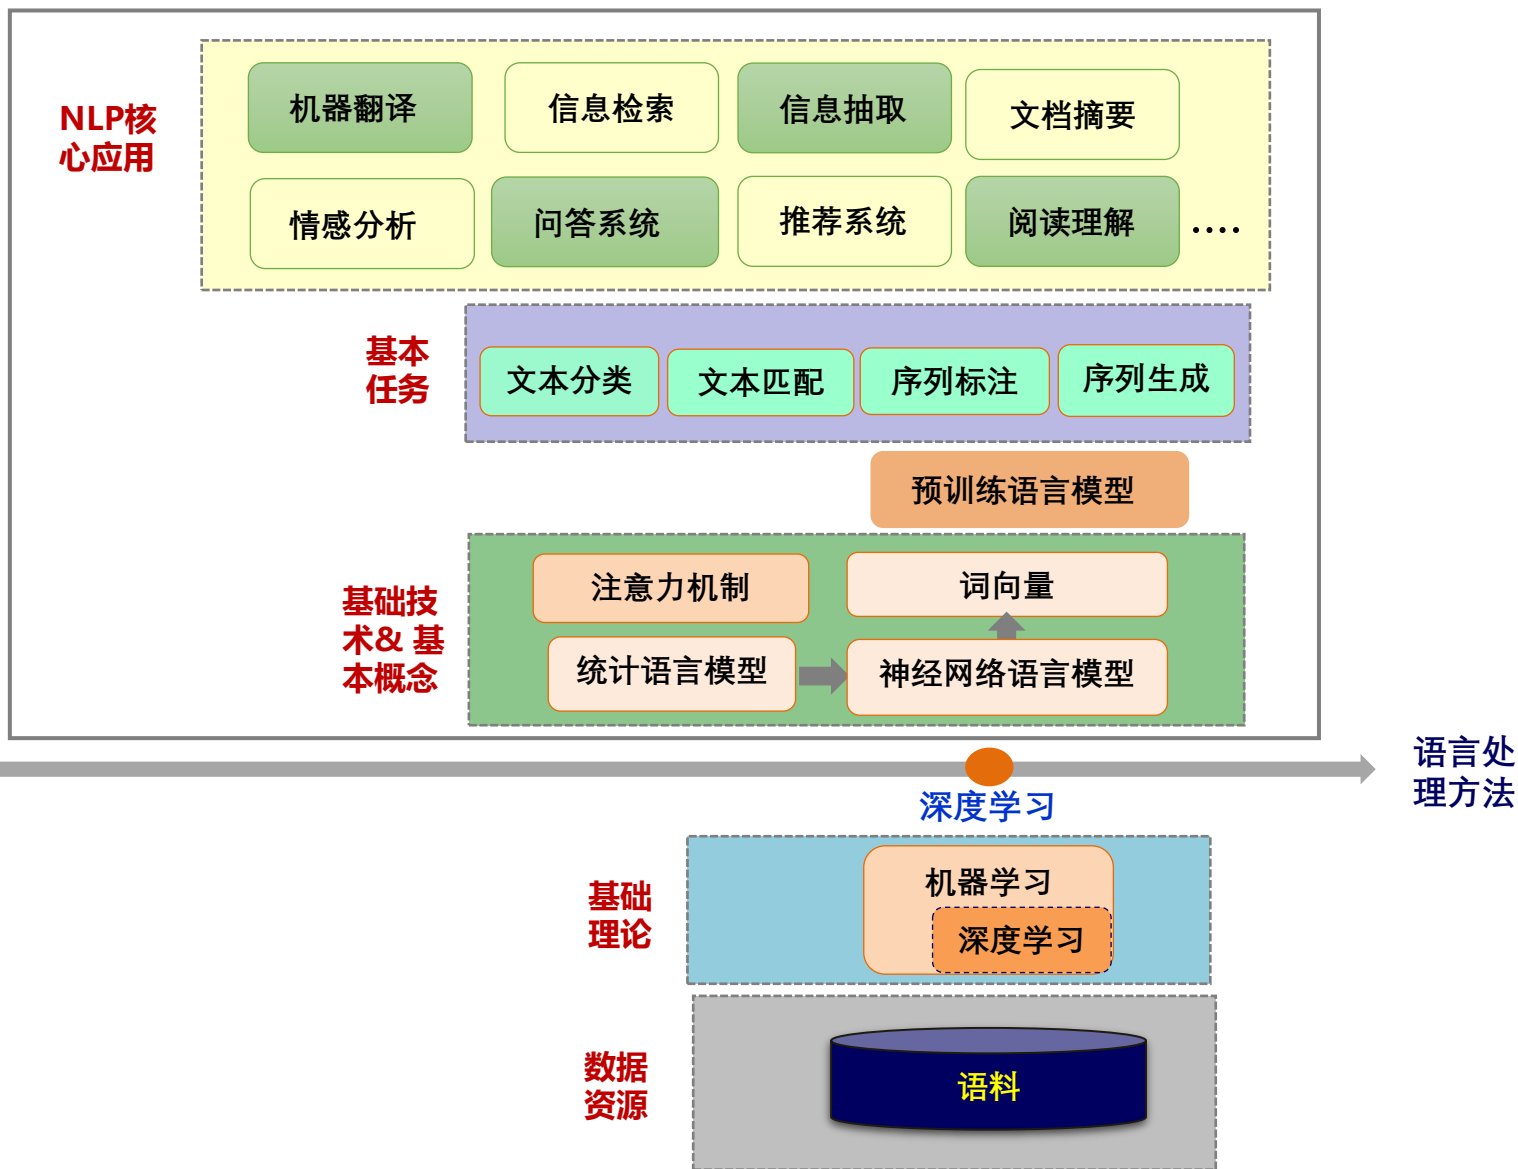 NLP核
心应用
机器翻译
信息检索
信息抽取
文档摘要
情感分析
问答系统
推荐系统
阅读理解
....
基本
任务
文本分类
文本匹配
序列标注
序列生成
预训练语言模型
基础技
术& 基
本概念
注意力机制
词向量
统计语言模型
神经网络语言模型
语言处
理方法
深度学习
基础
理论
机器学习
深度学习
数据
资源
语料